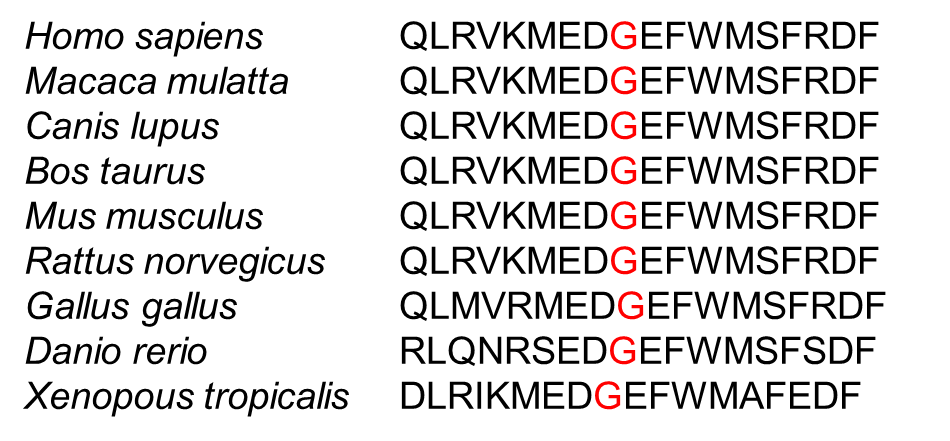 Homo sapiens QLRVKMEDGEFWMSFRDF
Macaca mulatta QLRVKMEDGEFWMSFRDF
Canis lupus QLRVKMEDGEFWMSFRDF
Bos taurus QLRVKMEDGEFWMSFRDF
Mus musculus QLRVKMEDGEFWMSFRDF
Rattus norvegicus QLRVKMEDGEFWMSFRDF
Gallus gallus QLMVRMEDGEFWMSFRDF
Danio rerio RLQNRSEDGEFWMSFSDF
Xenopous tropicalis DLRIKMEDGEFWMAFEDF